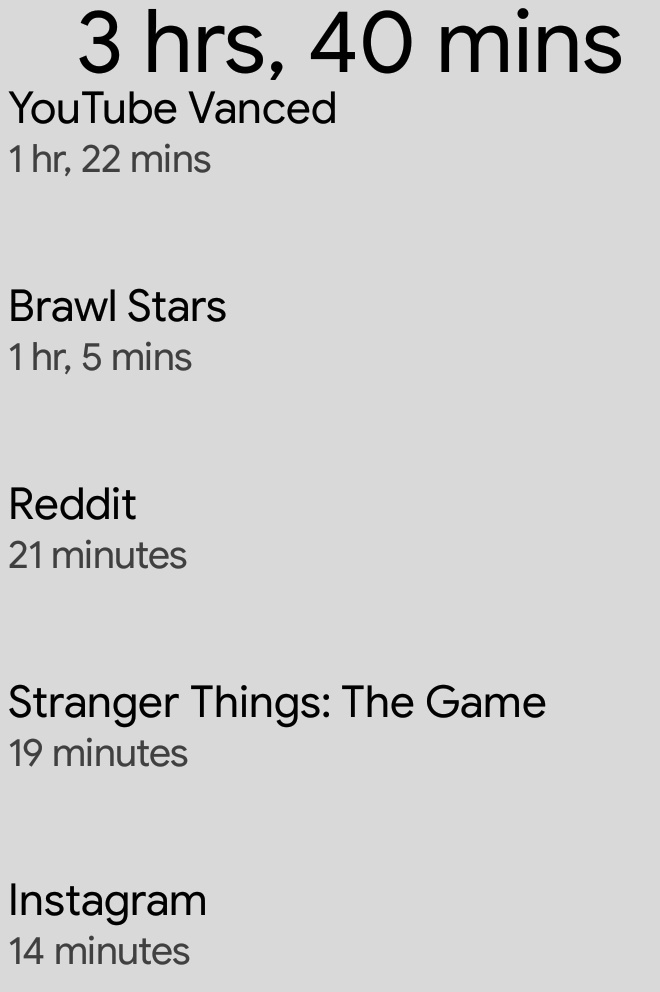 3 hrs, 40 mins
YouTube Vanced
1 hr, 22 mins
Brawl Stars
1 hr, 5 mins
Reddit
21 minutes
Stranger Things: The Game
19 minutes
Instagram
14 minutes